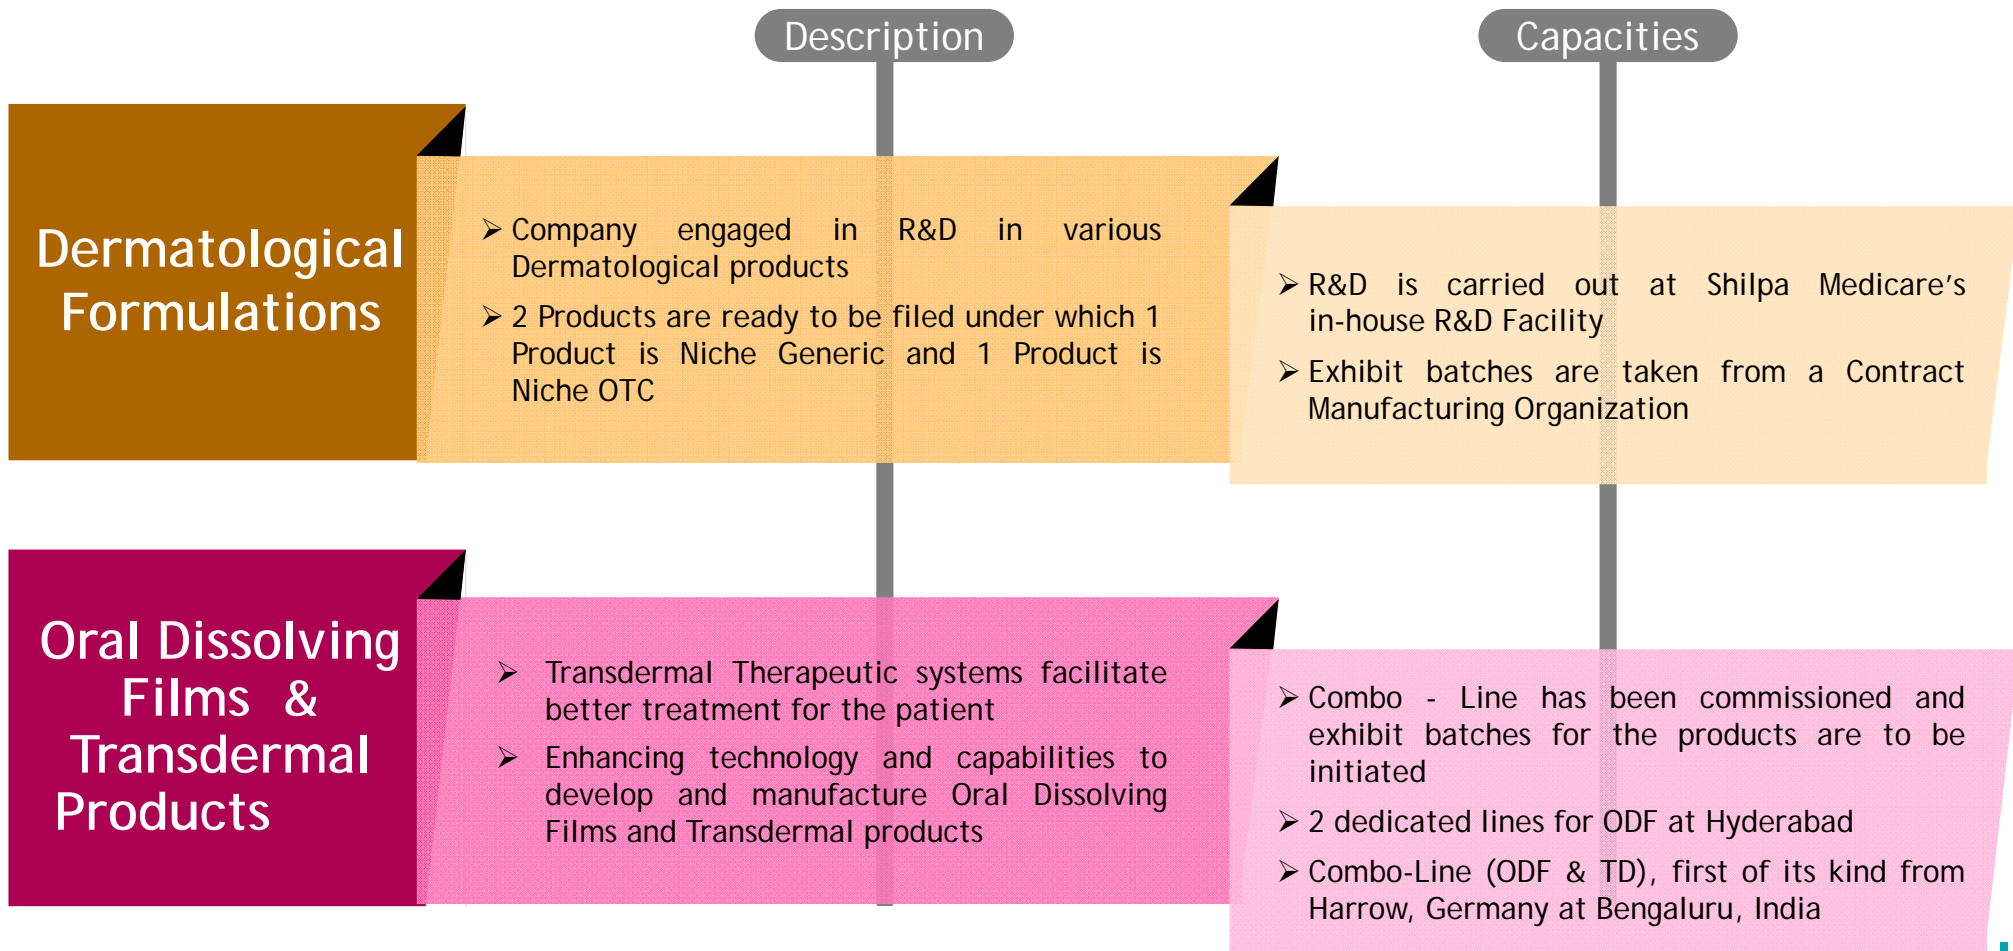 Description
Capacities
Dermatological
Formulations
➢ Company engaged in R&D in various
Dermatological products
➢ 2 Products are ready to be filed under which 1
Product is Niche Generic and 1 Product is
Niche OTC
➢ R&D is carried out at Shilpa Medicare's
in-house R&D Facility
➢ Exhibit batches are taken from a Contract
Manufacturing Organization
Oral Dissolving
Films &
Transdermal
Products
➢ Transdermal Therapeutic systems facilitate
better treatment for the patient
➢ Enhancing technology and capabilities to
develop and manufacture Oral Dissolving
Films and Transdermal products
➢ Combo - Line has been commissioned and
exhibit batches for the products are to be
initiated
➢ 2 dedicated lines for ODF at Hyderabad
➢ Combo-Line (ODF & TD), first of its kind from
Harrow, Germany at Bengaluru, India